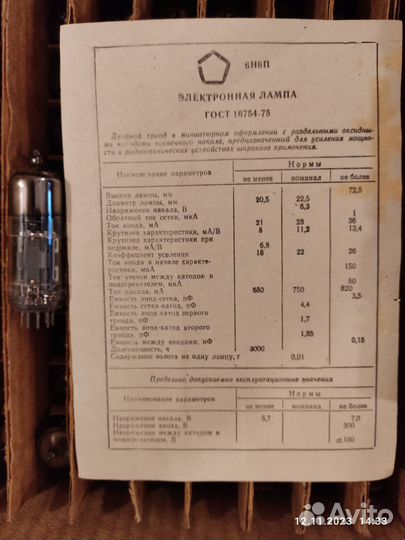 6Н6П
ЭЛЕКТРОННАЯ ЛАМПА
ГОСТ 16754-75
Двойной триод в миниатюрном оформлении с раздельными оксидны-
ми катодами косвенного накала, предназначенный для усиления мощно-
сти в радиотехнических устройствах широкого применения.
Наименование параметров Нормы
не менее номинал не более
Высота лампы, мм 72,5
Диаметр лампы, мм 20,5 22,5
Напряжение накала, В 6,3
Обратный ток сетки, мкА 1
Ток анода, мА 21 28 36
Крутизна характеристики, мА/В 8 11,2 13,4
Крутизна характеристики при
недокале, мА/В 6,8
Коэффициент усиления 18 22 26
Ток анода в начале характе-
ристики, мкА 150
Ток утечки между катодом и
подогревателем, мкА 50
Ток накала, мА 680 750 820
Емкость анод-сетка, пФ 3,5
Емкость сетка-катод, пФ 4,4
Емкость анод-катод первого
триода, пФ 1,7
Емкость анод-катод второго
триода, пФ 1,85
Емкость между анодами, пФ 0,15
Долговечность, ч 3000
Содержание золота на одну лампу, г 0,01
Предельно допускаемые эксплуатационные значения
Наименование параметров Нормы
не менее номинал не более
Напряжение накала, В 5,7 7,0
Напряжение анода, В 300
Напряжение между катодом и
подогревателем, В ±100
Avito
12.11.2023 14:33